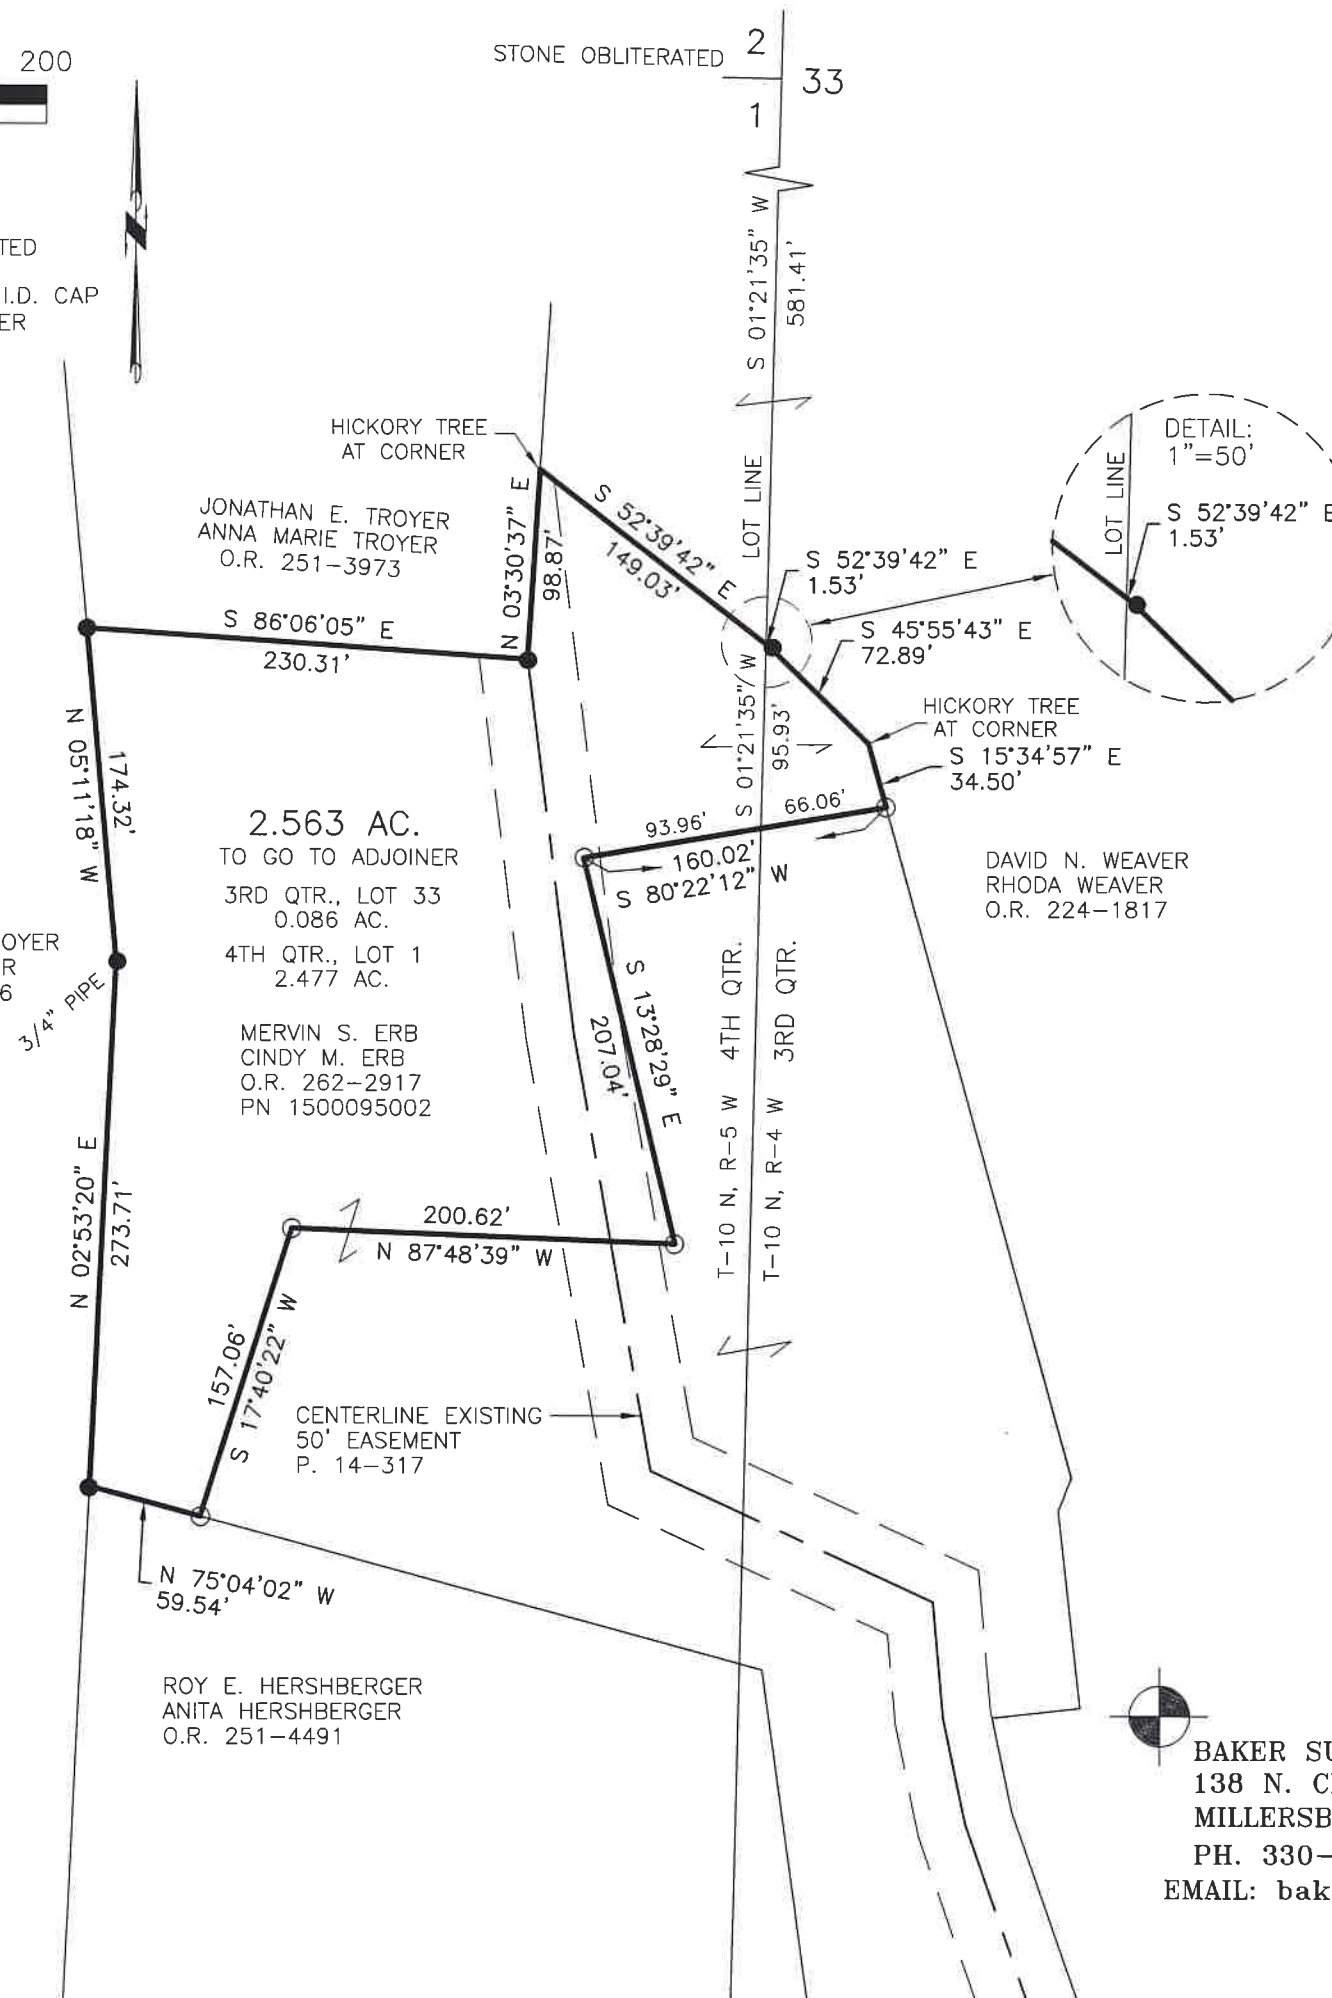 200
STONE OBLITERATED
2
33
1
TED
I.D. CAP
ER
S 01°21'35" W
581.41'
HICKORY TREE
AT CORNER
DETAIL:
1"=50'
LOT LINE
S 52°39'42" E
1.53'
JONATHAN E. TROYER
ANNA MARIE TROYER
O.R. 251-3973
N 03°30'37" E
98.87'
S 52°39'42" E
149.03'
LOT LINE
S 52°39'42" E
1.53'
S 86°06'05" E
230.31'
S 45°55'43" E
72.89'
HICKORY TREE
AT CORNER
S 15°34'57" E
34.50'
N 05°11'18" W
174.32'
S 01°21'35" W
95.93'
2.563 AC.
TO GO TO ADJOINER
3RD QTR., LOT 33
0.086 AC.
4TH QTR., LOT 1
2.477 AC.
MERVIN S. ERB
CINDY M. ERB
O.R. 262-2917
PN 1500095002
93.96'
66.06'
160.02'
S 80°22'12" W
DAVID N. WEAVER
RHODA WEAVER
O.R. 224-1817
OYER
R
6
3/4" PIPE
S 13°28'29" E
207.04'
T-10 N, R-5 W 4TH QTR.
T-10 N, R-4 W 3RD QTR.
N 02°53'20" E
273.71'
200.62'
N 87°48'39" W
157.06'
S 17°40'22" W
CENTERLINE EXISTING
50' EASEMENT
P. 14-317
N 75°04'02" W
59.54'
ROY E. HERSHBERGER
ANITA HERSHBERGER
O.R. 251-4491
BAKER SU
138 N. C
MILLERSB
PH. 330-
EMAIL: bak